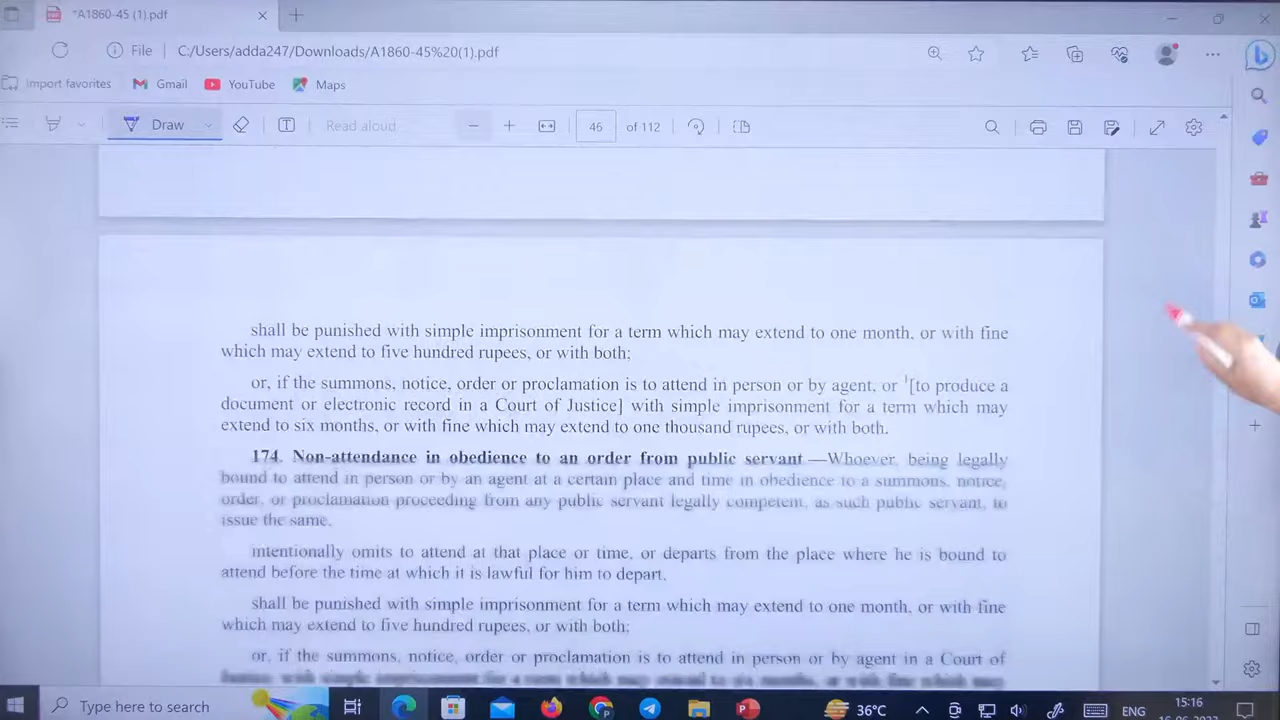 *A1860-45 (1).pdf
File
C:/Users/adda247/Downloads/A1860-45%20(1).pdf
Import favorites
Gmail
YouTube
Maps
Draw
Read aloud
46
of 112
shall be punished with simple imprisonment for a term which may extend to one month, or with fine
which may extend to five hundred rupees, or with both;
or, if the summons, notice, order or proclamation is to attend in person or by agent, or 1[to produce a
document or electronic record in a Court of Justice] with simple imprisonment for a term which may
extend to six months, or with fine which may extend to one thousand rupees, or with both.
174. Non-attendance in obedience to an order from public servant.—Whoever, being legally
bound to attend in person or by an agent at a certain place and time in obedience to a summons, notice,
order, or proclamation proceeding from any public servant legally competent, as such public servant, to
issue the same,
intentionally omits to attend at that place or time, or departs from the place where he is bound to
attend before the time at which it is lawful for him to depart,
shall be punished with simple imprisonment for a term which may extend to one month, or with fine
which may extend to five hundred rupees, or with both;
or, if the summons, notice, order or proclamation is to attend in person or by agent in a Court of
Type here to search
36°C
ENG
15:16